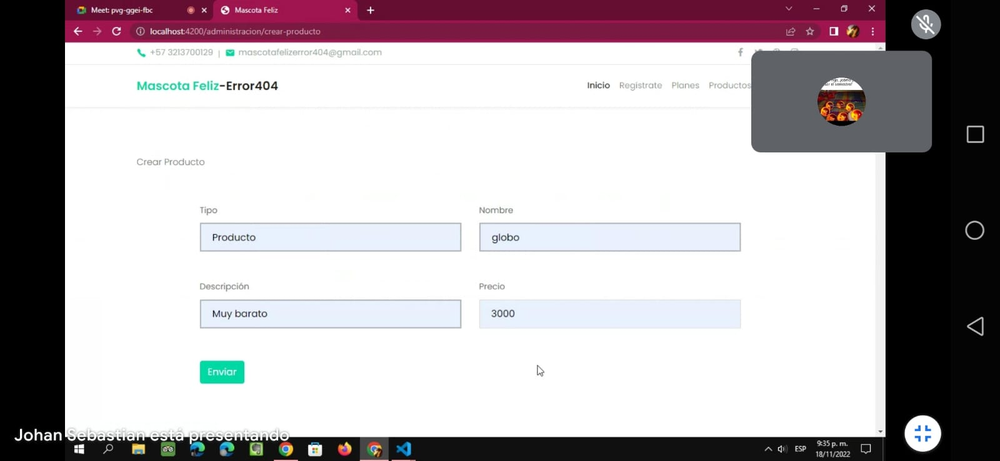 Meet: pvg-ggei-fbc
Mascota Feliz
localhost:4200/administracion/crear-producto
+57 3213700129 | mascotafelizerror404@gmail.com
Mascota Feliz-Error404
Inicio Registrate Planes Productos
Crear Producto
Tipo
Nombre
Producto
globo
Descripción
Precio
Muy barato
3000
Enviar
Johan Sebastian está presentando
ESP
9:35 p. m.
18/11/2022